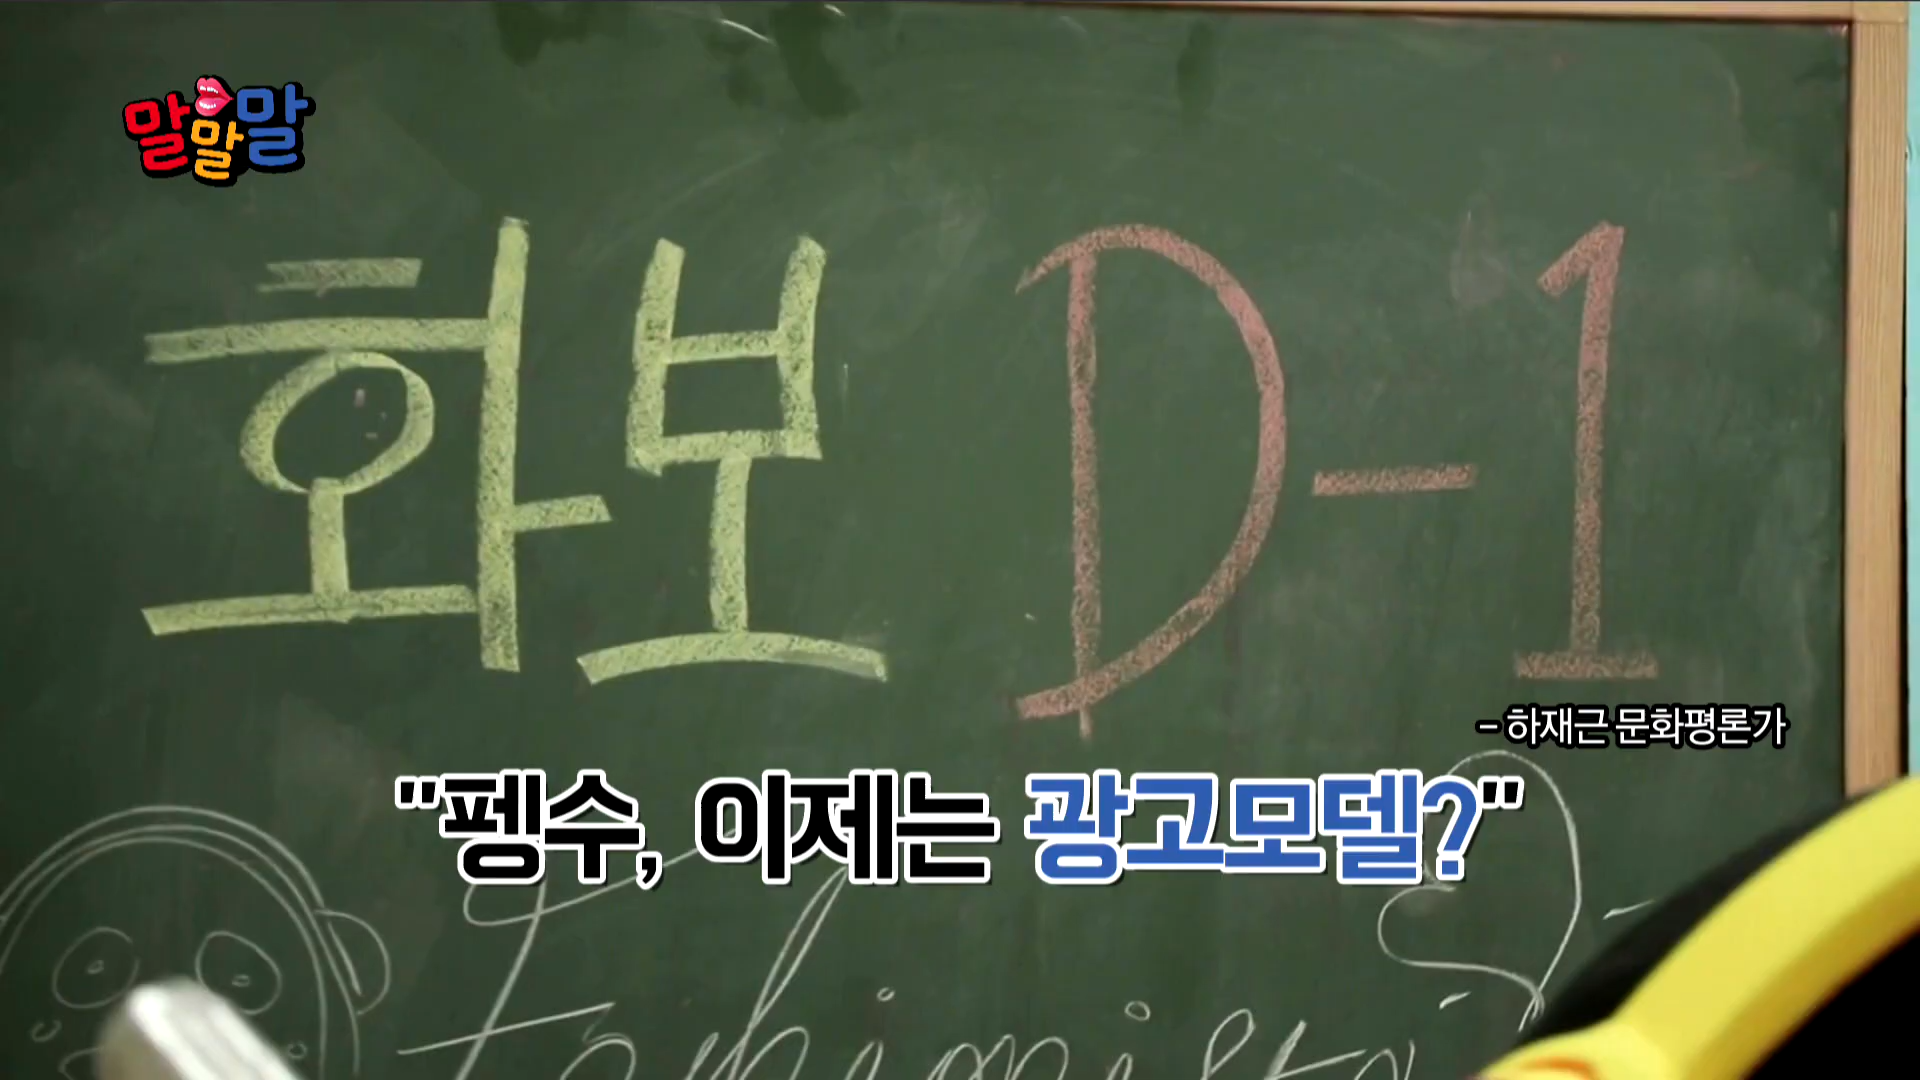 말말말
화보 D-1
- 하재근 문화평론가
"펭수, 이제는 광고모델?"